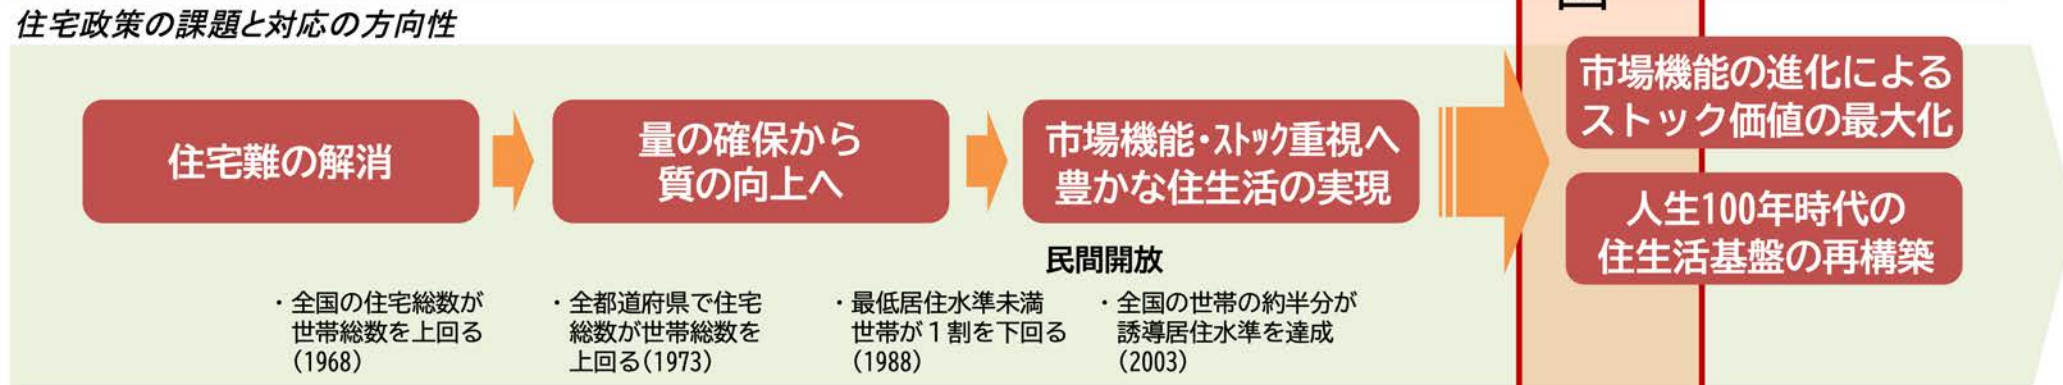 住宅政策の課題と対応の方向性
住宅難の解消
量の確保から
質の向上へ
市場機能・ｽﾄｯｸ重視へ
豊かな住生活の実現
市場機能の進化による
ストック価値の最大化
人生100年時代の
住生活基盤の再構築
民間開放
・全国の住宅総数が
世帯総数を上回る
(1968)
・全都道府県で住宅
総数が世帯総数を
上回る(1973)
・最低居住水準未満
世帯が１割を下回る
(1988)
・全国の世帯の約半分が
誘導居住水準を達成
(2003)